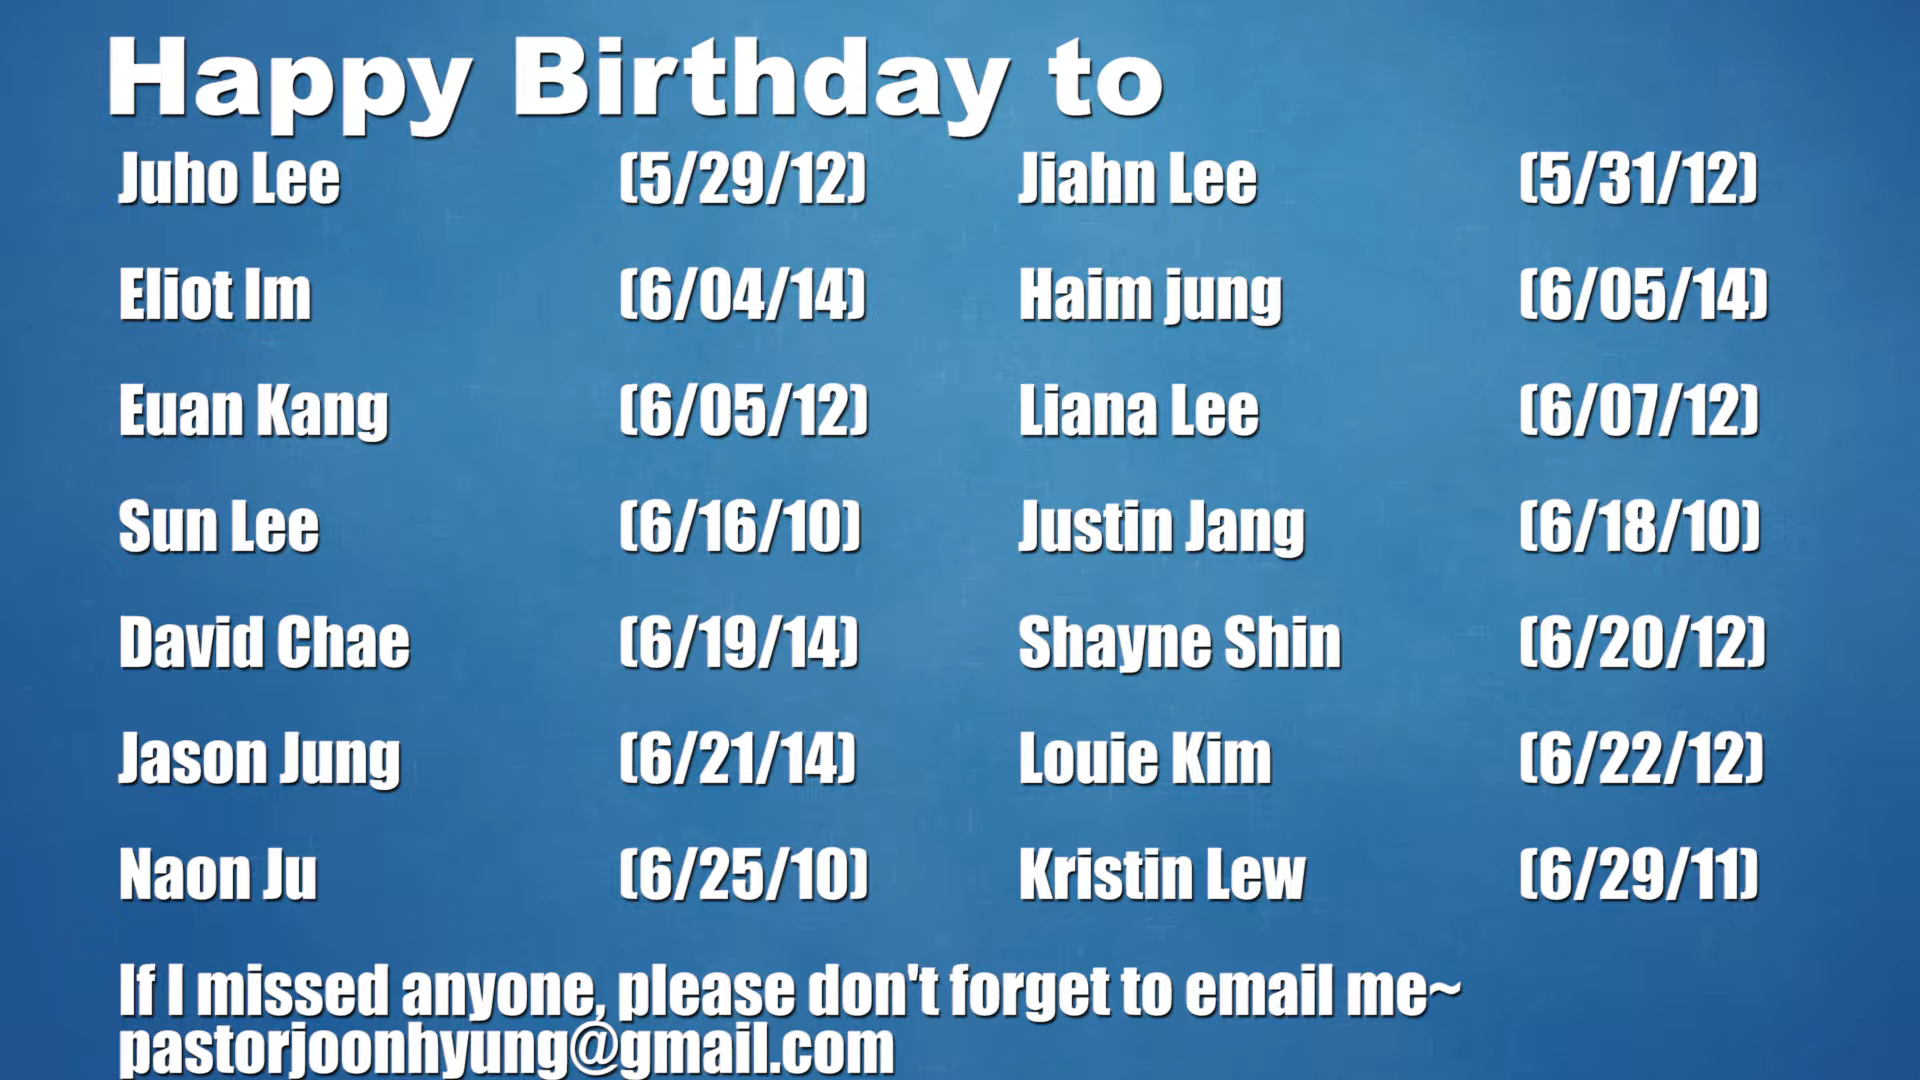 Happy Birthday to
Juho Lee (5/29/12) Jiahn Lee (5/31/12)
Eliot Im (6/04/14) Haim jung (6/05/14)
Euan Kang (6/05/12) Liana Lee (6/07/12)
Sun Lee (6/16/10) Justin Jang (6/18/10)
David Chae (6/19/14) Shayne Shin (6/20/12)
Jason Jung (6/21/14) Louie Kim (6/22/12)
Naon Ju (6/25/10) Kristin Lew (6/29/11)
If I missed anyone, please don't forget to email me~
pastorjoonhyung@gmail.com